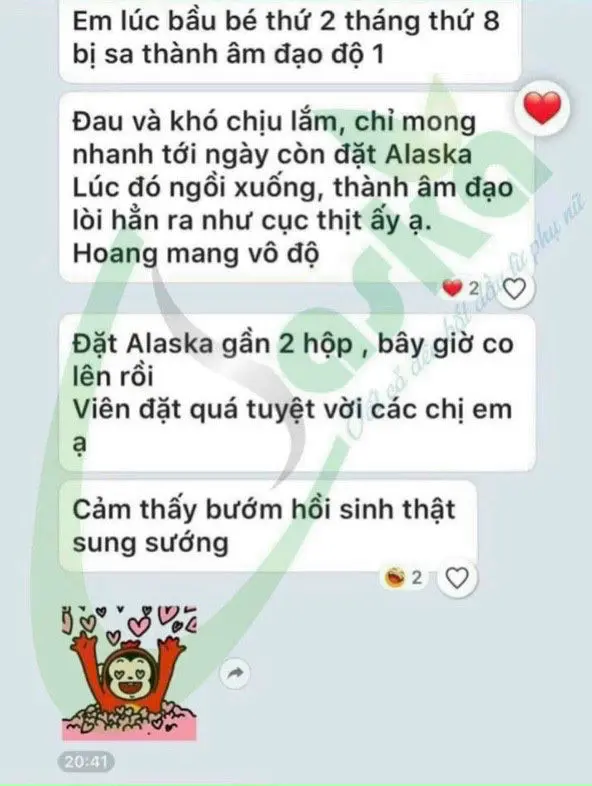 Em lúc bầu bé thứ 2 tháng thứ 8
bị sa thành âm đạo độ 1
Đau và khó chịu lắm, chỉ mong
nhanh tới ngày còn đặt Alaska
Lúc đó ngồi xuống, thành âm đạo
lòi hẳn ra như cục thịt ấy ạ.
Hoang mang vô độ
2
Đặt Alaska gần 2 hộp , bây giờ co
lên rồi
Viên đặt quá tuyệt vời các chị em
ạ
Cảm thấy bướm hồi sinh thật
sung sướng
2
20:41
aska
phụ nữ